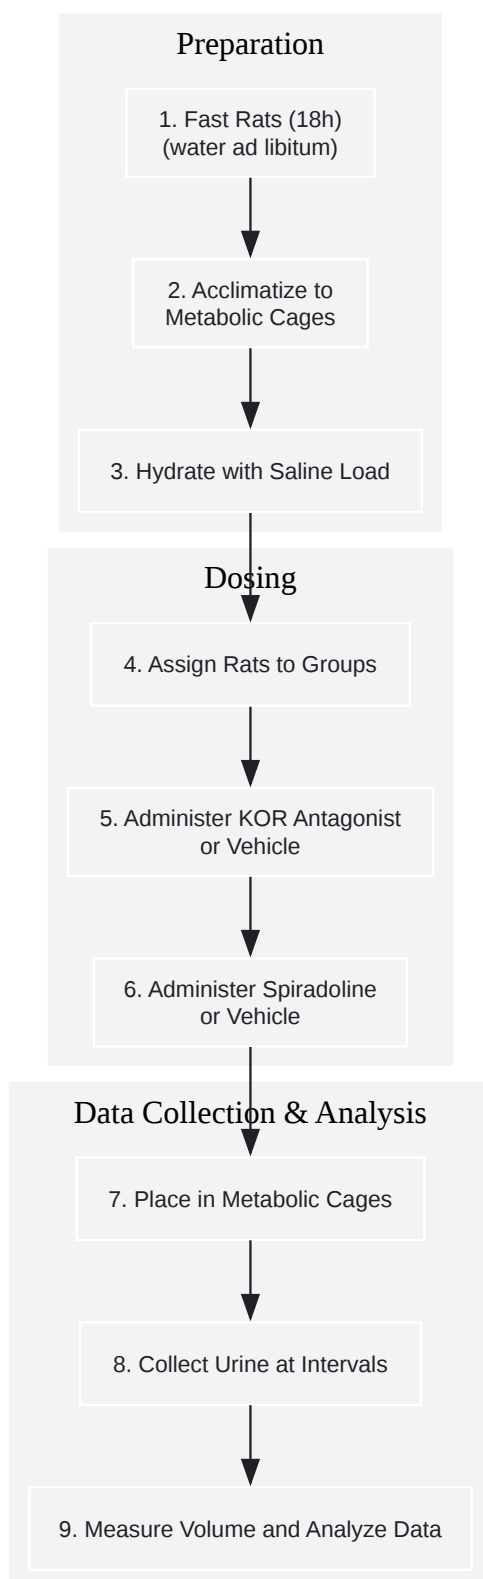 Preparation
1. Fast Rats (18h)
(water ad libitum)
2. Acclimatize to
Metabolic Cages
3. Hydrate with Saline Load
Dosing
4. Assign Rats to Groups
5. Administer KOR Antagonist
or Vehicle
6. Administer Spiradoline
or Vehicle
Data Collection & Analysis
7. Place in Metabolic Cages
8. Collect Urine at Intervals
9. Measure Volume and Analyze Data